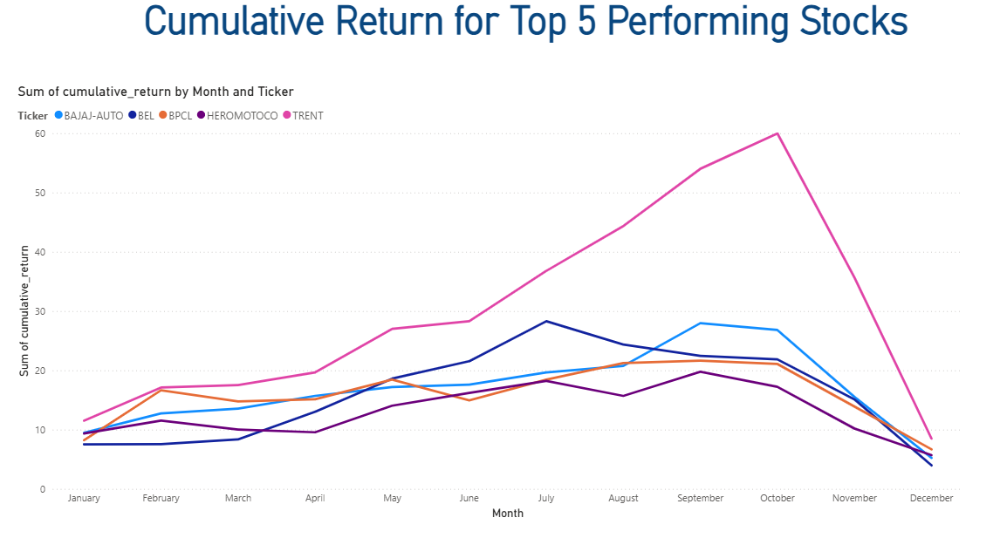 Cumulative Return for Top 5 Performing Stocks
Sum of cumulative_return by Month and Ticker
Ticker BAJAJ-AUTO BEL BPCL HEROMOTOCO TRENT
60
50
40
30
20
10
0
Sum of cumulative_return
January February March April May June July August September October November December
Month